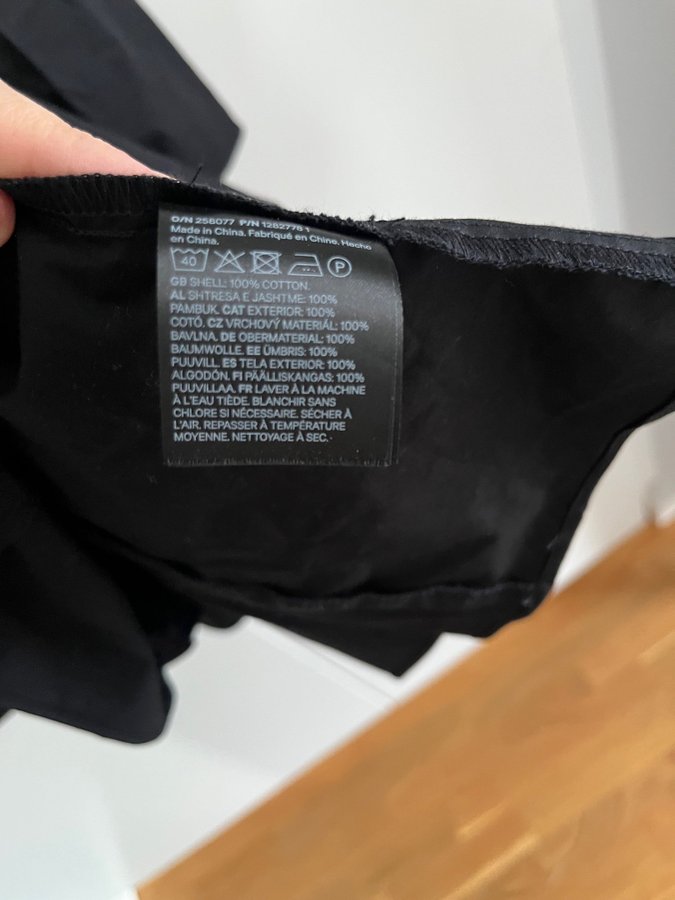 O/N 258077 P/N 1282778 1
Made in China. Fabriqué en Chine. Hecho
en China.
40 P
GB SHELL: 100% COTTON.
AL SHTRESA E JASHTME: 100%
PAMBUK. CAT EXTERIOR: 100%
COTÓ. CZ VRCHOVÝ MATERIÁL: 100%
BAVLNA. DE OBERMATERIAL: 100%
BAUMWOLLE. EE ÜMBRIS: 100%
PUUVILL. ES TELA EXTERIOR: 100%
ALGODÓN. FI PÄÄLLISKANGAS: 100%
PUUVILLAA. FR LAVER À LA MACHINE
À L'EAU TIÈDE. BLANCHIR SANS
CHLORE SI NÉCESSAIRE. SÉCHER À
L'AIR. REPASSER À TEMPÉRATURE
MOYENNE. NETTOYAGE À SEC.